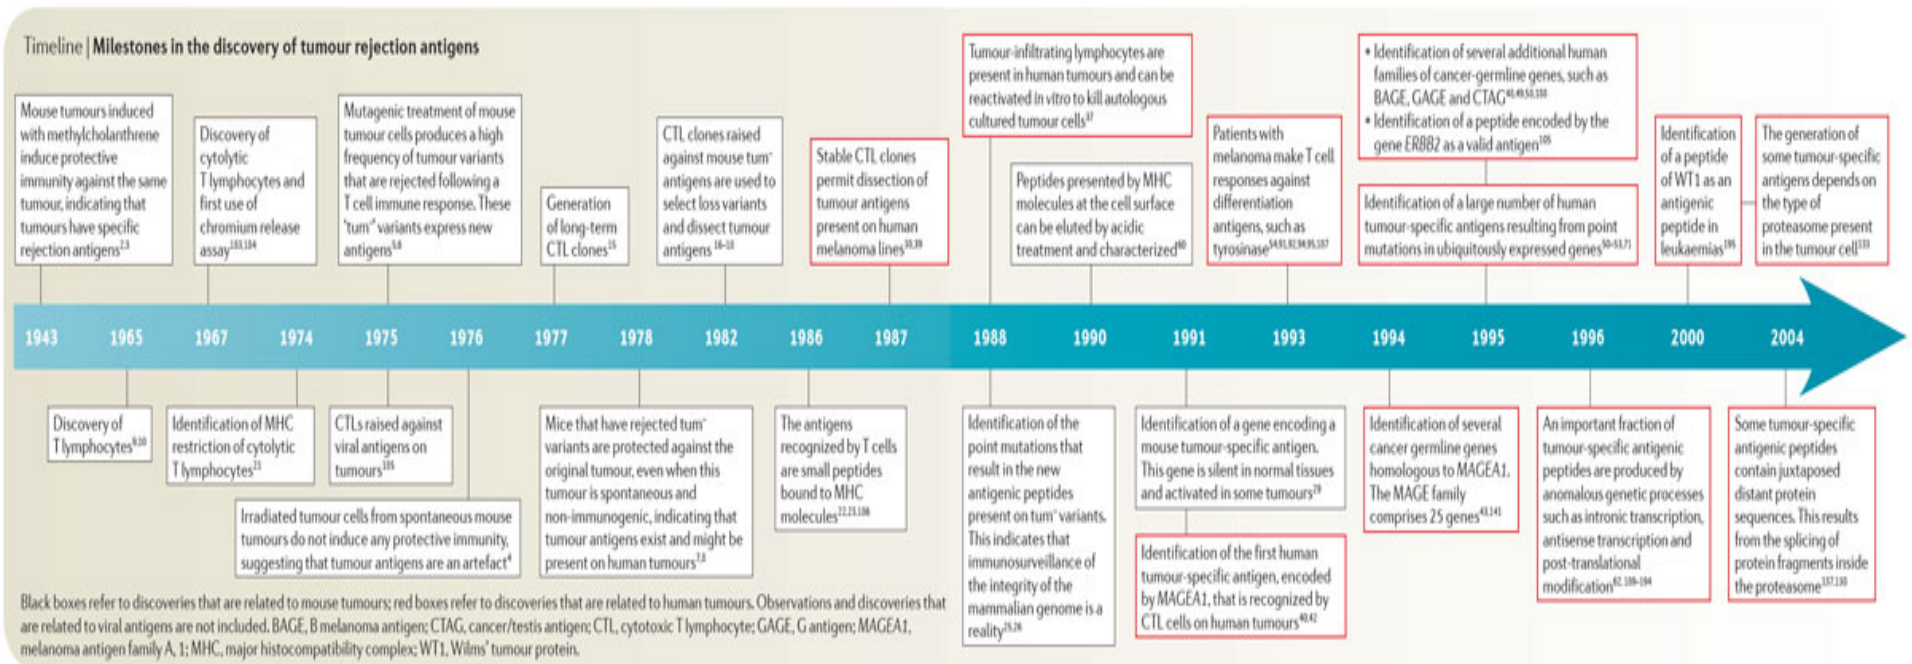 Timeline | Milestones in the discovery of tumour rejection antigens
Mouse tumours induced
with methylcholanthrene
induce protective
immunity against the same
tumour, indicating that
tumours have specific
rejection antigens
Discovery of
cytolytic
T lymphocytes and
first use of
chromium release
assay
Mutagenic treatment of mouse
tumour cells produces a high
frequency of tumour variants
that are rejected following a
T cell immune response. These
'tum⁻' variants express new
antigens
Generation
of long-term
CTL clones
CTL clones raised
against mouse tum⁻
antigens are used to
select loss variants
and dissect tumour
antigens
Stable CTL clones
permit dissection of
tumour antigens
present on human
melanoma lines
Tumour-infiltrating lymphocytes are
present in human tumours and can be
reactivated in vitro to kill autologous
cultured tumour cells
Peptides presented by MHC
molecules at the cell surface
can be eluted by acidic
treatment and characterized
Patients with
melanoma make T cell
responses against
differentiation
antigens, such as
tyrosinase
• Identification of several additional human
families of cancer-germline genes, such as
BAGE, GAGE and CTAG
• Identification of a peptide encoded by the
gene ERBB2 as a valid antigen
Identification of a large number of human
tumour-specific antigens resulting from point
mutations in ubiquitously expressed genes
Identification
of a peptide
of WT1 as an
antigenic
peptide in
leukaemias
The generation of
some tumour-specific
antigens depends on
the type of
proteasome present
in the tumour cell
1943 1965 1967 1974 1975 1976 1977 1978 1982 1986 1987 1988 1990 1991 1993 1994 1995 1996 2000 2004
Discovery of
T lymphocytes
Identification of MHC
restriction of cytolytic
T lymphocytes
CTLs raised against
viral antigens on
tumours
Irradiated tumour cells from spontaneous mouse
tumours do not induce any protective immunity,
suggesting that tumour antigens are an artefact
Mice that have rejected tum⁻
variants are protected against the
original tumour, even when this
tumour is spontaneous and
non-immunogenic, indicating that
tumour antigens exist and might be
present on human tumours
The antigens
recognized by T cells
are small peptides
bound to MHC
molecules
Identification of the
point mutations that
result in the new
antigenic peptides
present on tum⁻ variants.
This indicates that
immunosurveillance of
the integrity of the
mammalian genome is a
reality
Identification of a gene encoding a
mouse tumour-specific antigen.
This gene is silent in normal tissues
and activated in some tumours
Identification of the first human
tumour-specific antigen, encoded
by MAGEA1, that is recognized by
CTL cells on human tumours
Identification of several
cancer germline genes
homologous to MAGEA1.
The MAGE family
comprises 25 genes
An important fraction of
tumour-specific antigenic
peptides are produced by
anomalous genetic processes
such as intronic transcription,
antisense transcription and
post-translational
modification
Some tumour-specific
antigenic peptides
contain juxtaposed
distant protein
sequences. This results
from the splicing of
protein fragments inside
the proteasome
Black boxes refer to discoveries that are related to mouse tumours; red boxes refer to discoveries that are related to human tumours. Observations and discoveries that
are related to viral antigens are not included. BAGE, B melanoma antigen; CTAG, cancer/testis antigen; CTL, cytotoxic T lymphocyte; GAGE, G antigen; MAGEA1,
melanoma antigen family A, 1; MHC, major histocompatibility complex; WT1, Wilms' tumour protein.